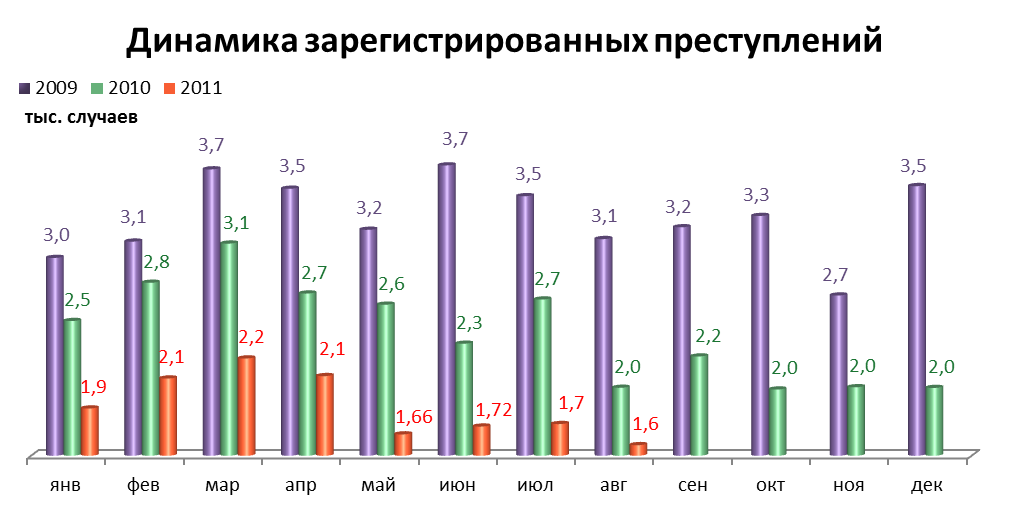 Динамика зарегистрированных преступлений
2009 2010 2011
тыс. случаев
3,0 2,5 1,9
3,1 2,8 2,1
3,7 3,1 2,2
3,5 2,7 2,1
3,2 2,6 1,66
3,7 2,3 1,72
3,5 2,7 1,7
3,1 2,0 1,6
3,2 2,2
3,3 2,0
2,7 2,0
3,5 2,0
янв фев мар апр май июн июл авг сен окт ноя дек